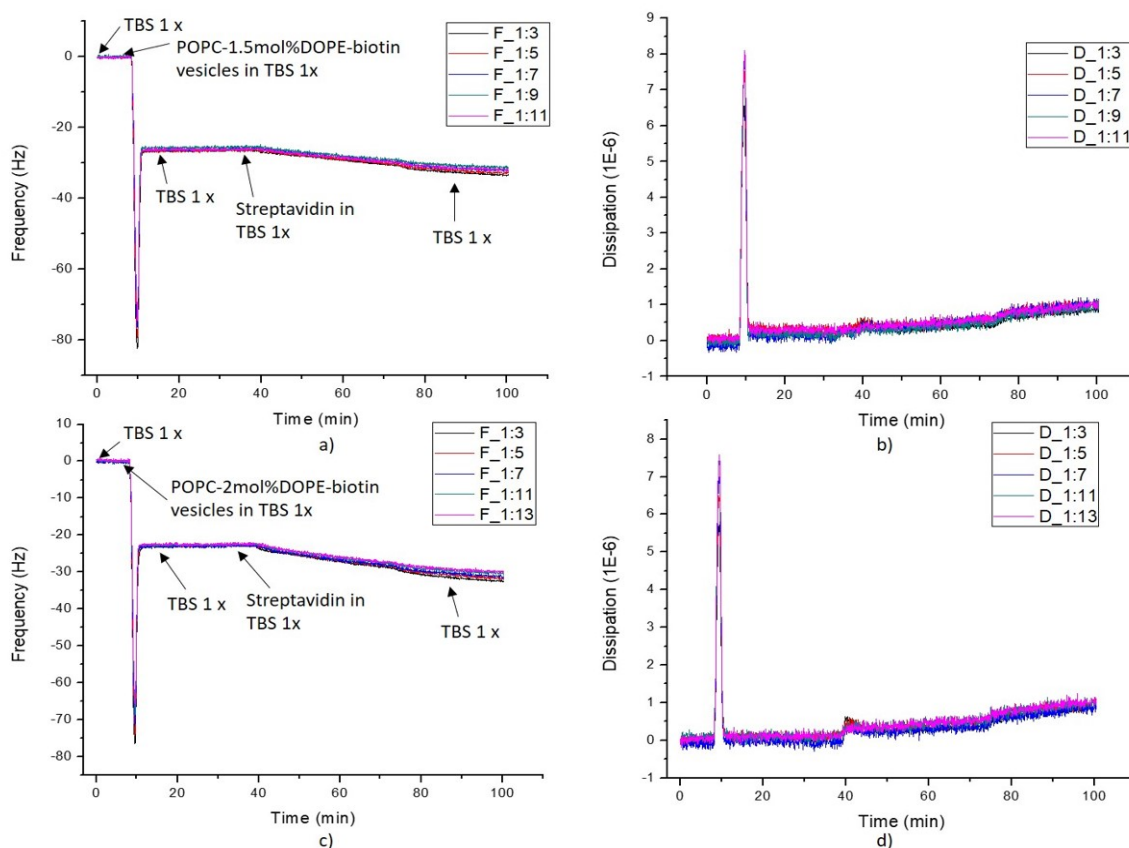 TBS 1 x
POPC-1.5mol%DOPE-biotin
vesicles in TBS 1x
F_1:3
F_1:5
F_1:7
F_1:9
F_1:11
TBS 1 x
Streptavidin in
TBS 1x
TBS 1 x
Frequency (Hz)
0
-20
-40
-60
-80
0 20 40 60 80 100
Time (min)
a)
D_1:3
D_1:5
D_1:7
D_1:9
D_1:11
Dissipation (1E-6)
9
8
7
6
5
4
3
2
1
0
-1
0 20 40 60 80 100
Time (min)
b)
TBS 1 x
POPC-2mol%DOPE-biotin
vesicles in TBS 1x
F_1:3
F_1:5
F_1:7
F_1:11
F_1:13
TBS 1 x
Streptavidin in
TBS 1x
TBS 1 x
Frequency (Hz)
10
0
-10
-20
-30
-40
-50
-60
-70
-80
0 20 40 60 80 100
Time (min)
c)
D_1:3
D_1:5
D_1:7
D_1:11
D_1:13
Dissipation (1E-6)
8
7
6
5
4
3
2
1
0
-1
0 20 40 60 80 100
Time (min)
d)